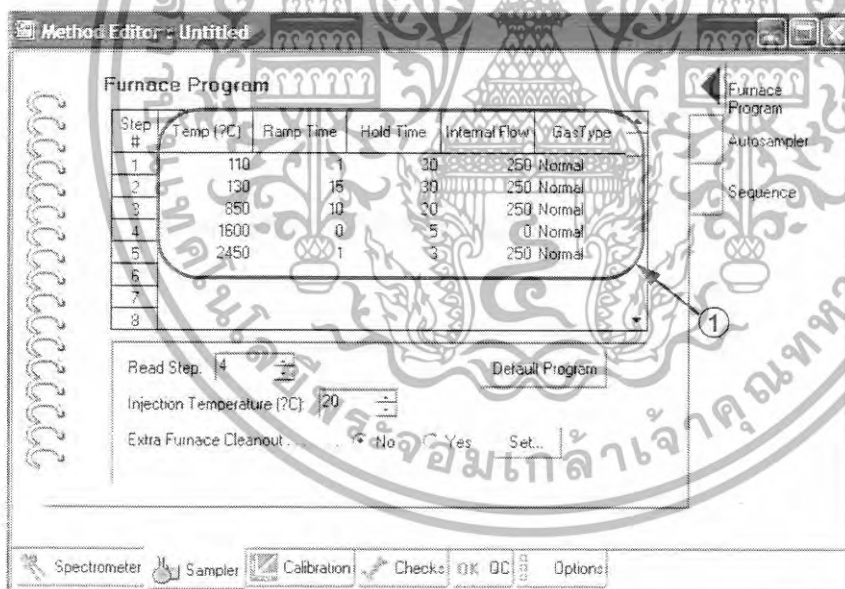 Method Editor : Untitled
Furnace Program
Step # Temp (?C) Ramp Time Hold Time Internal Flow Gas Type
1 110 1 30 250 Normal
2 130 15 30 250 Normal
3 850 10 20 250 Normal
4 1600 0 5 0 Normal
5 2450 1 3 250 Normal
6
7
8
1
Read Step. 4
Default Program
Injection Temperature (?C) 20
Extra Furnace Cleanout . . . . . No Yes Set...
Furnace Program
Autosampler
Sequence
Spectrometer Sampler Calibration Checks OK QC Options